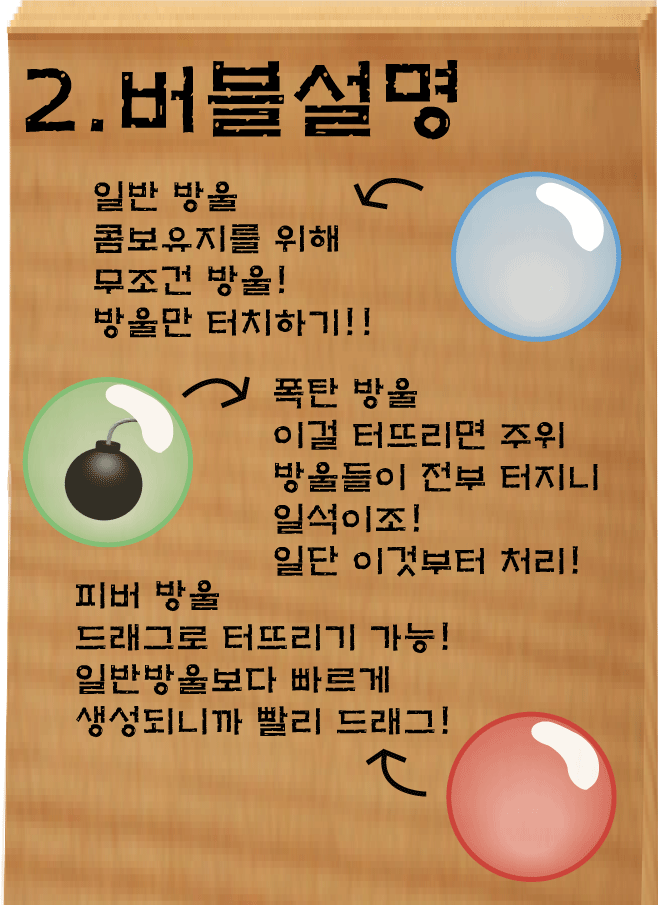 2.버블설명
일반 방울
콤보유지를 위해
무조건 방울!
방울만 터치하기!!
폭탄 방울
이걸 터뜨리면 주위
방울들이 전부 터지니
일석이조!
일단 이것부터 처리!
피버 방울
드래그로 터뜨리기 가능!
일반방울보다 빠르게
생성되니까 빨리 드래그!